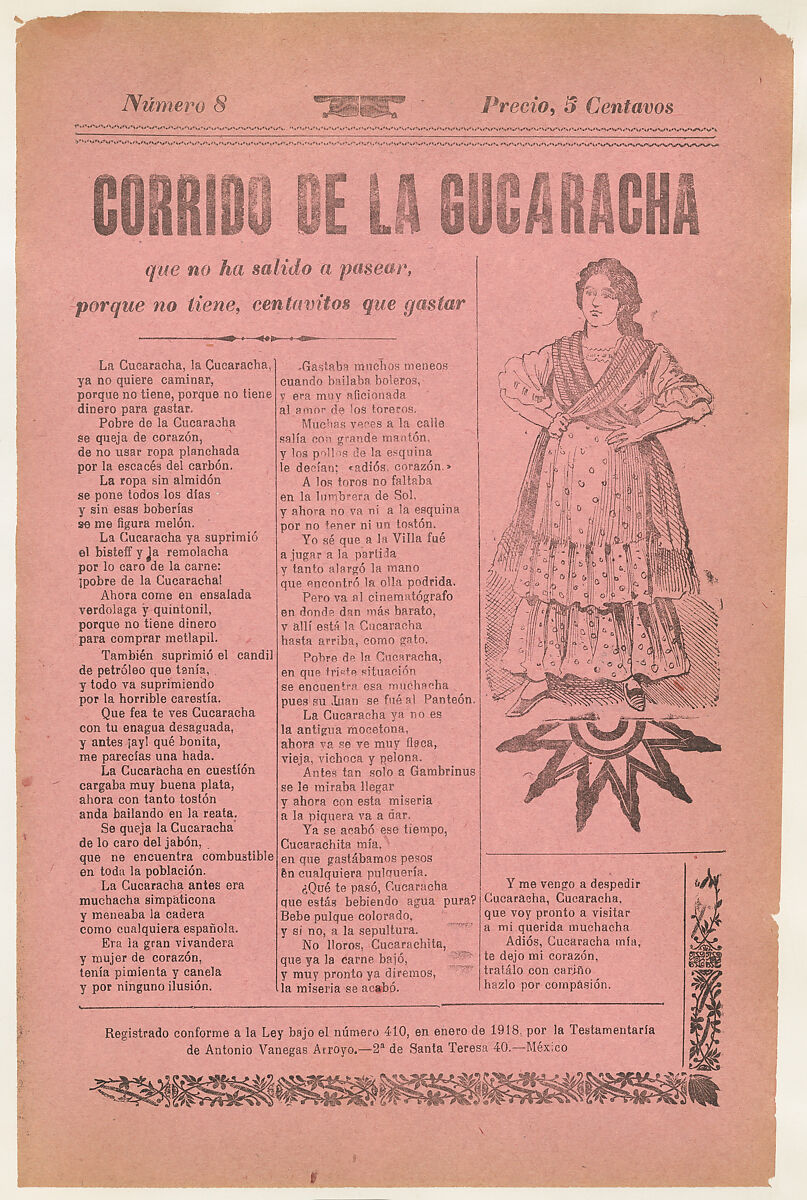 Número 8
Precio, 5 Centavos
CORRIDO DE LA GUCARACHA
que no ha salido a pasear,
porque no tiene, centavitos que gastar
La Cucaracha, la Cucaracha,
ya no quiere caminar,
porque no tiene, porque no tiene
dinero para gastar.
Pobre de la Cucaracha
se queja de corazón,
de no usar ropa planchada
por la escacés del carbón.
La ropa sin almidón
se pone todos los días
y sin esas boberías
se me figura melón.
La Cucaracha ya suprimió
el bisteff y la remolacha
por lo caro de la carne:
¡pobre de la Cucaracha!
Ahora come en ensalada
verdolaga y quintonil,
porque no tiene dinero
para comprar metlapil.
También suprimió el candil
de petróleo que tanía,
y todo va suprimiendo
por la horrible carestía.
Que fea te ves Cucaracha
con tu enagua desaguada,
y antes ¡ay! qué bonita,
me parecías una hada.
La Cucaracha en cuestión
cargaba muy buena plata,
ahora con tanto tostón
anda bailando en la reata.
Se queja la Cucaracha
de lo caro del jabón,
que no encuentra combustible
en toda la población.
La Cucaracha antes era
muchacha simpaticona
y meneaba la cadera
como cualquiera española.
Era la gran vivandera
y mujer de corazón,
tenía pimienta y canela
y por ninguno ilusión.
Gastaba muchos meneos
cuando bailaba boleros,
y era muy aficionada
al amor de los toreros.
Muchas veces a la calle
salía con grande mantón,
y los pollos de la esquina
le decían: «adiós, corazón.»
A los toros no faltaba
en la lumbrera de Sol,
y ahora no va ni a la esquina
por no tener ni un tostón.
Yo sé que a la Villa fué
a jugar a la partida
y tanto alargó la mano
que encontró la olla podrida.
Pero va al cinematógrafo
en donde dan más barato,
y allí está la Cucaracha
hasta arriba, como gato.
Pobre de la Cucaracha,
en que triste situación
se encuentra esa muchacha
pues su Juan se fué al Panteón.
La Cucaracha ya no es
la antigua mocetona,
ahora va se ve muy flaca,
vieja, vichoca y pelona.
Antes tan solo a Gambrinus
se le miraba llegar
y ahora con esta miseria
a la piquera va a dar.
Ya se acabó ese tiempo,
Cucarachita mía,
en que gastábamos pesos
en cualquiera pulquería.
¿Qué te pasó, Cucaracha
que estás bebiendo agua pura?
Bebe pulque colorado,
y si no, a la sepultura.
No llores, Cucarachita,
que ya la carne bajó,
y muy pronto ya diremos,
la miseria se acabó.
Y me vengo a despedir
Cucaracha, Cucaracha,
que voy pronto a visitar
a mi querida muchacha
Adiós, Cucaracha mía,
te dejo mi corazón,
tratálo con cariño
hazlo por compasión.
Registrado conforme a la Ley bajo el número 410, en enero de 1918, por la Testamentaría
de Antonio Vanegas Arroyo.—2ª de Santa Teresa 40.—México